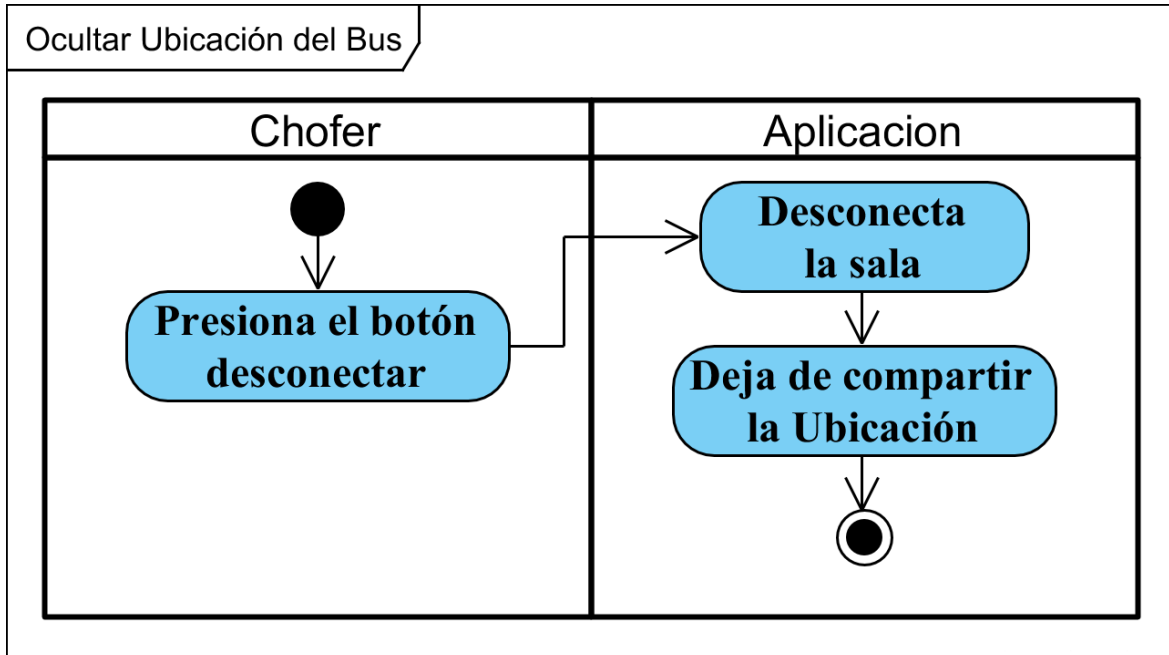 Ocultar Ubicación del Bus
Chofer
Aplicacion
Presiona el botón
desconectar
Desconecta
la sala
Deja de compartir
la Ubicación